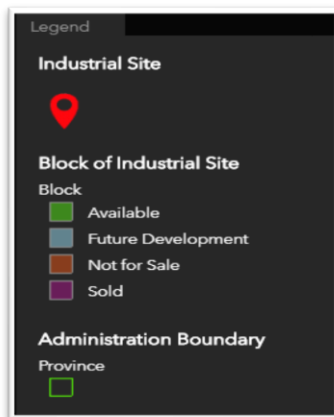 Legend
Industrial Site
Block of Industrial Site
Block
Available
Future Development
Not for Sale
Sold
Administration Boundary
Province